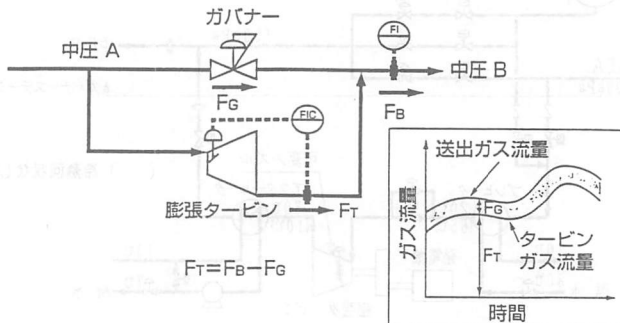 ガバナー
FI
中圧 A
中圧 B
FG
FB
FIC
膨張タービン
FT
FT=FB−FG
送出ガス流量
FG
FT
タービン
ガス流量
ガス流量
時間